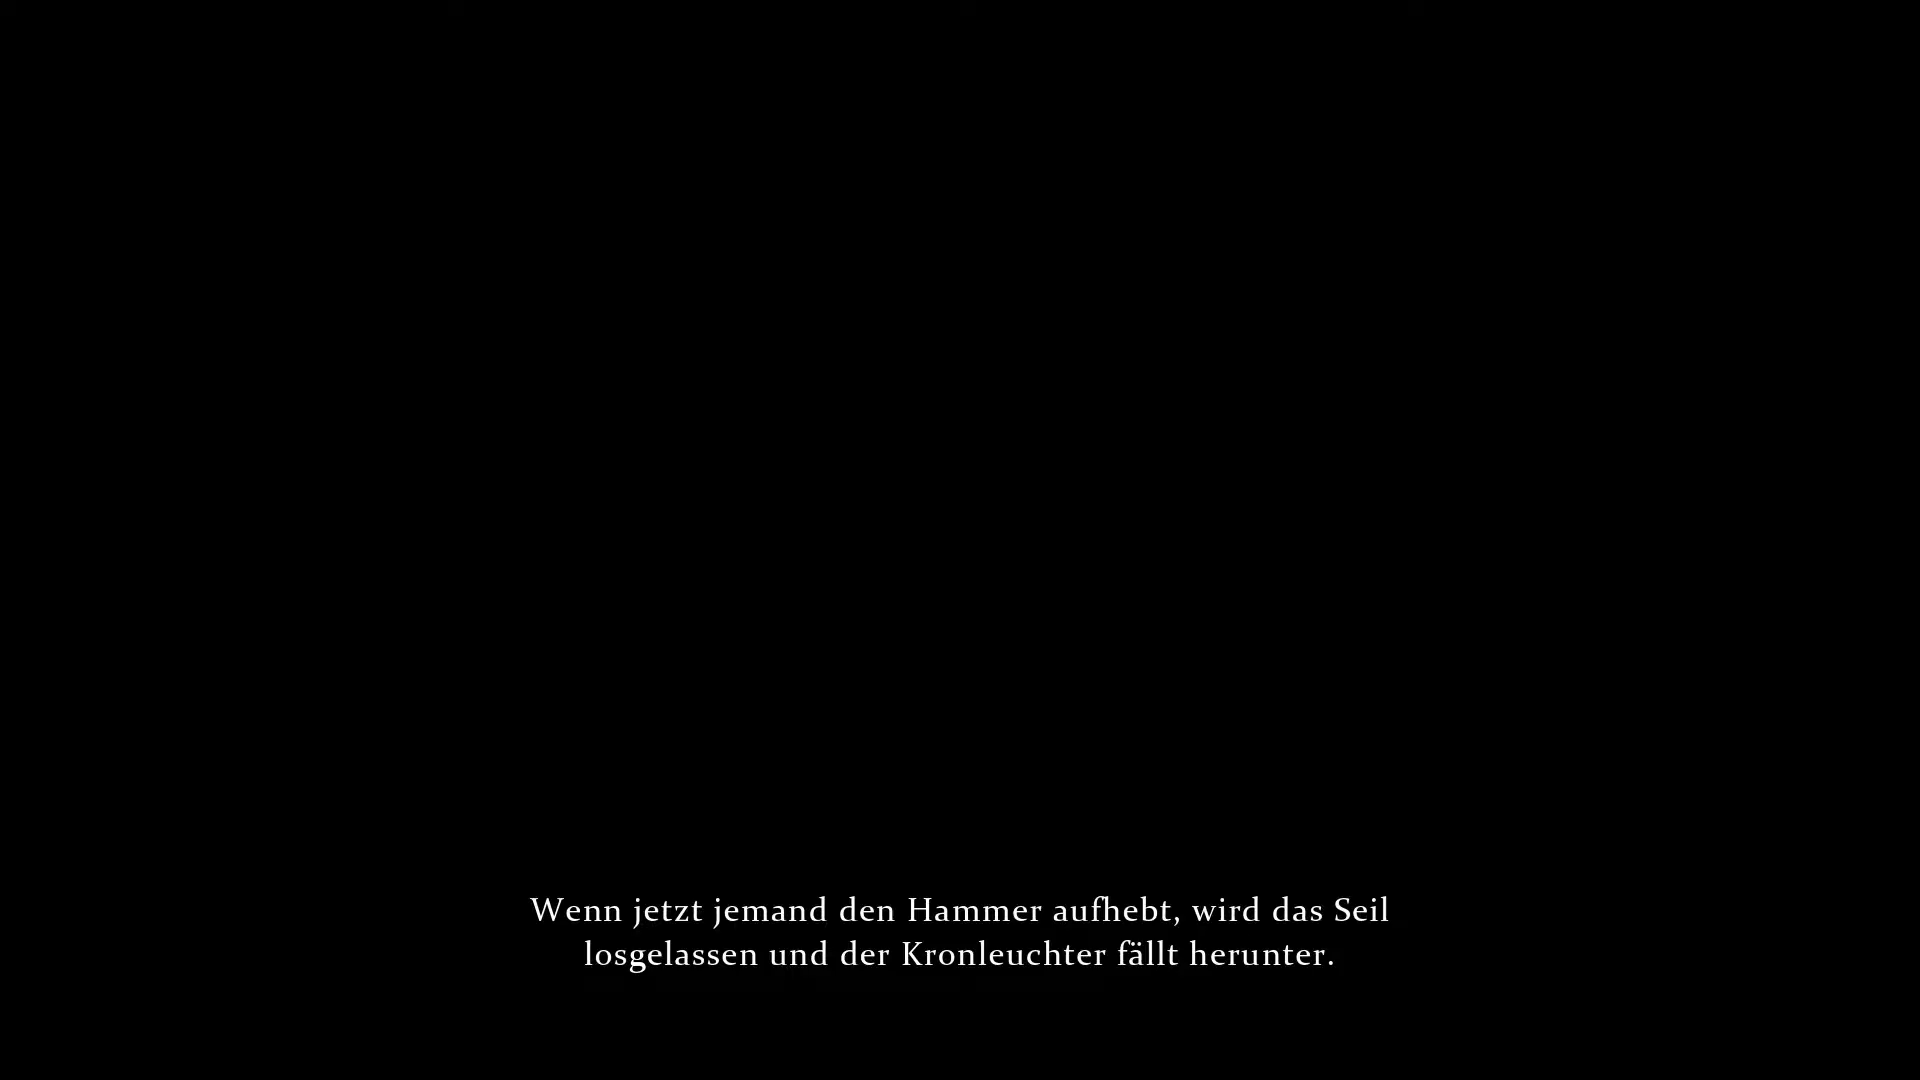 Wenn jetzt jemand den Hammer aufhebt, wird das Seil
losgelassen und der Kronleuchter fällt herunter.